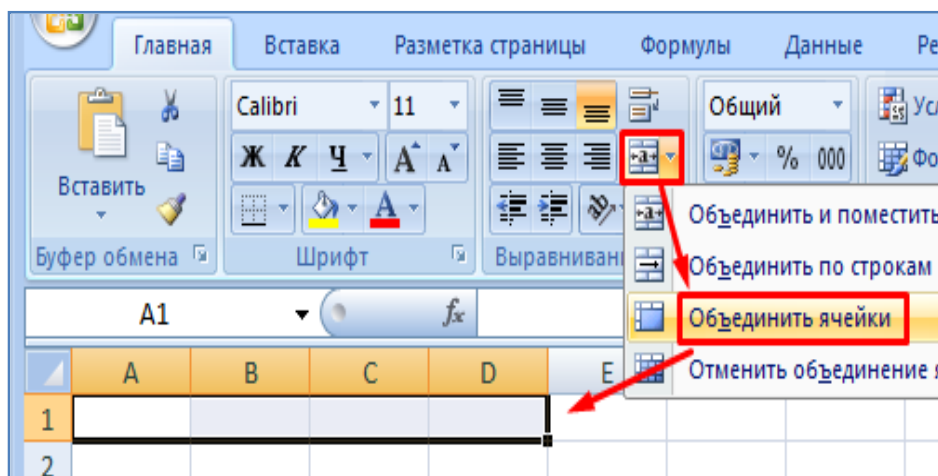 Главная Вставка Разметка страницы Формулы Данные
Calibri 11 Общий
Ж К Ч A A % 000
Вставить
A
Объединить и поместить
Буфер обмена Шрифт
Объединить по строкам
A1 fx Объединить ячейки
Отменить объединение
A B C D E
1
2